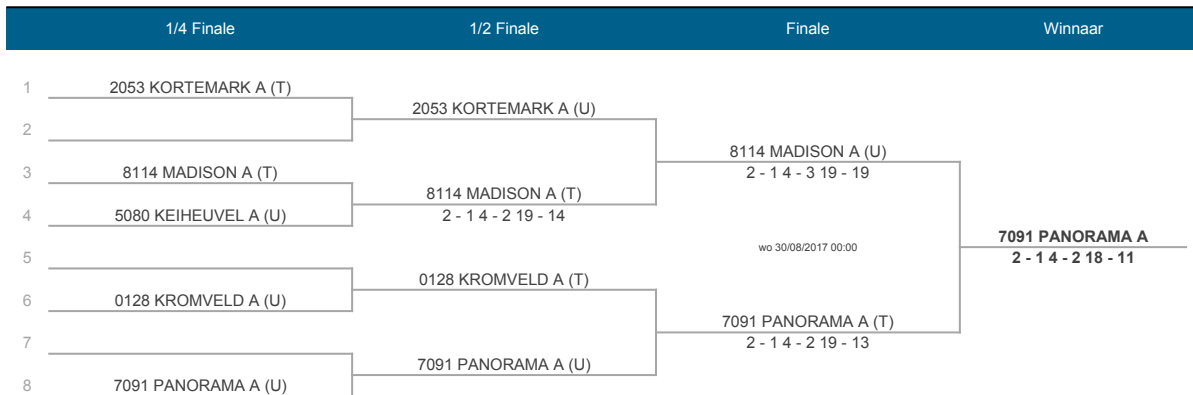 1/4 Finale 1/2 Finale Finale Winnaar
1 2053 KORTEMARK A (T)
2053 KORTEMARK A (U)
2
8114 MADISON A (U)
3 8114 MADISON A (T)
2 - 1 4 - 3 19 - 19
8114 MADISON A (T)
4 5080 KEIHEUVEL A (U)
2 - 1 4 - 2 19 - 14
7091 PANORAMA A
wo 30/08/2017 00:00
5
2 - 1 4 - 2 18 - 11
0128 KROMVELD A (T)
6 0128 KROMVELD A (U)
7091 PANORAMA A (T)
7
2 - 1 4 - 2 19 - 13
7091 PANORAMA A (U)
8 7091 PANORAMA A (U)